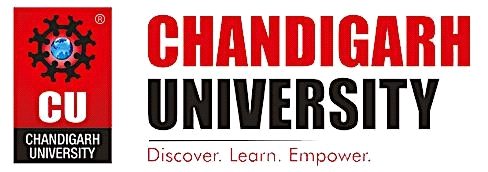 ®
CU
CHANDIGARH
UNIVERSITY
CHANDIGARH
UNIVERSITY
Discover. Learn. Empower.